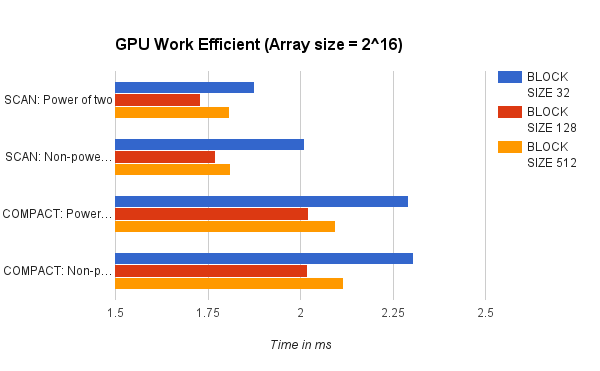 GPU Work Efficient (Array size = 2^16)
SCAN: Power of two
SCAN: Non-powe...
COMPACT: Power...
COMPACT: Non-p...
BLOCK
SIZE 32
BLOCK
SIZE 128
BLOCK
SIZE 512
1.5 1.75 2 2.25 2.5
Time in ms